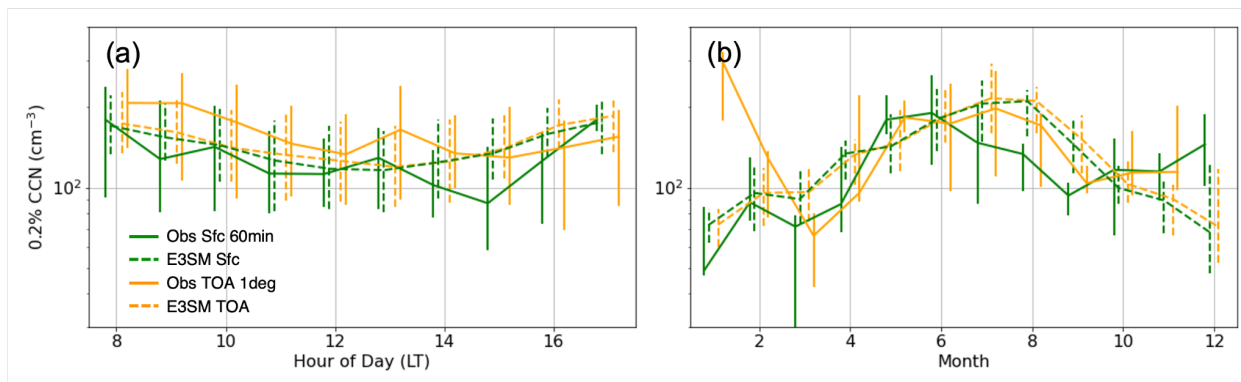 (a)
(b)
0.2% CCN (cm⁻³)
10²
10²
Obs Sfc 60min
E3SM Sfc
Obs TOA 1deg
E3SM TOA
8 10 12 14 16
2 4 6 8 10 12
Hour of Day (LT)
Month